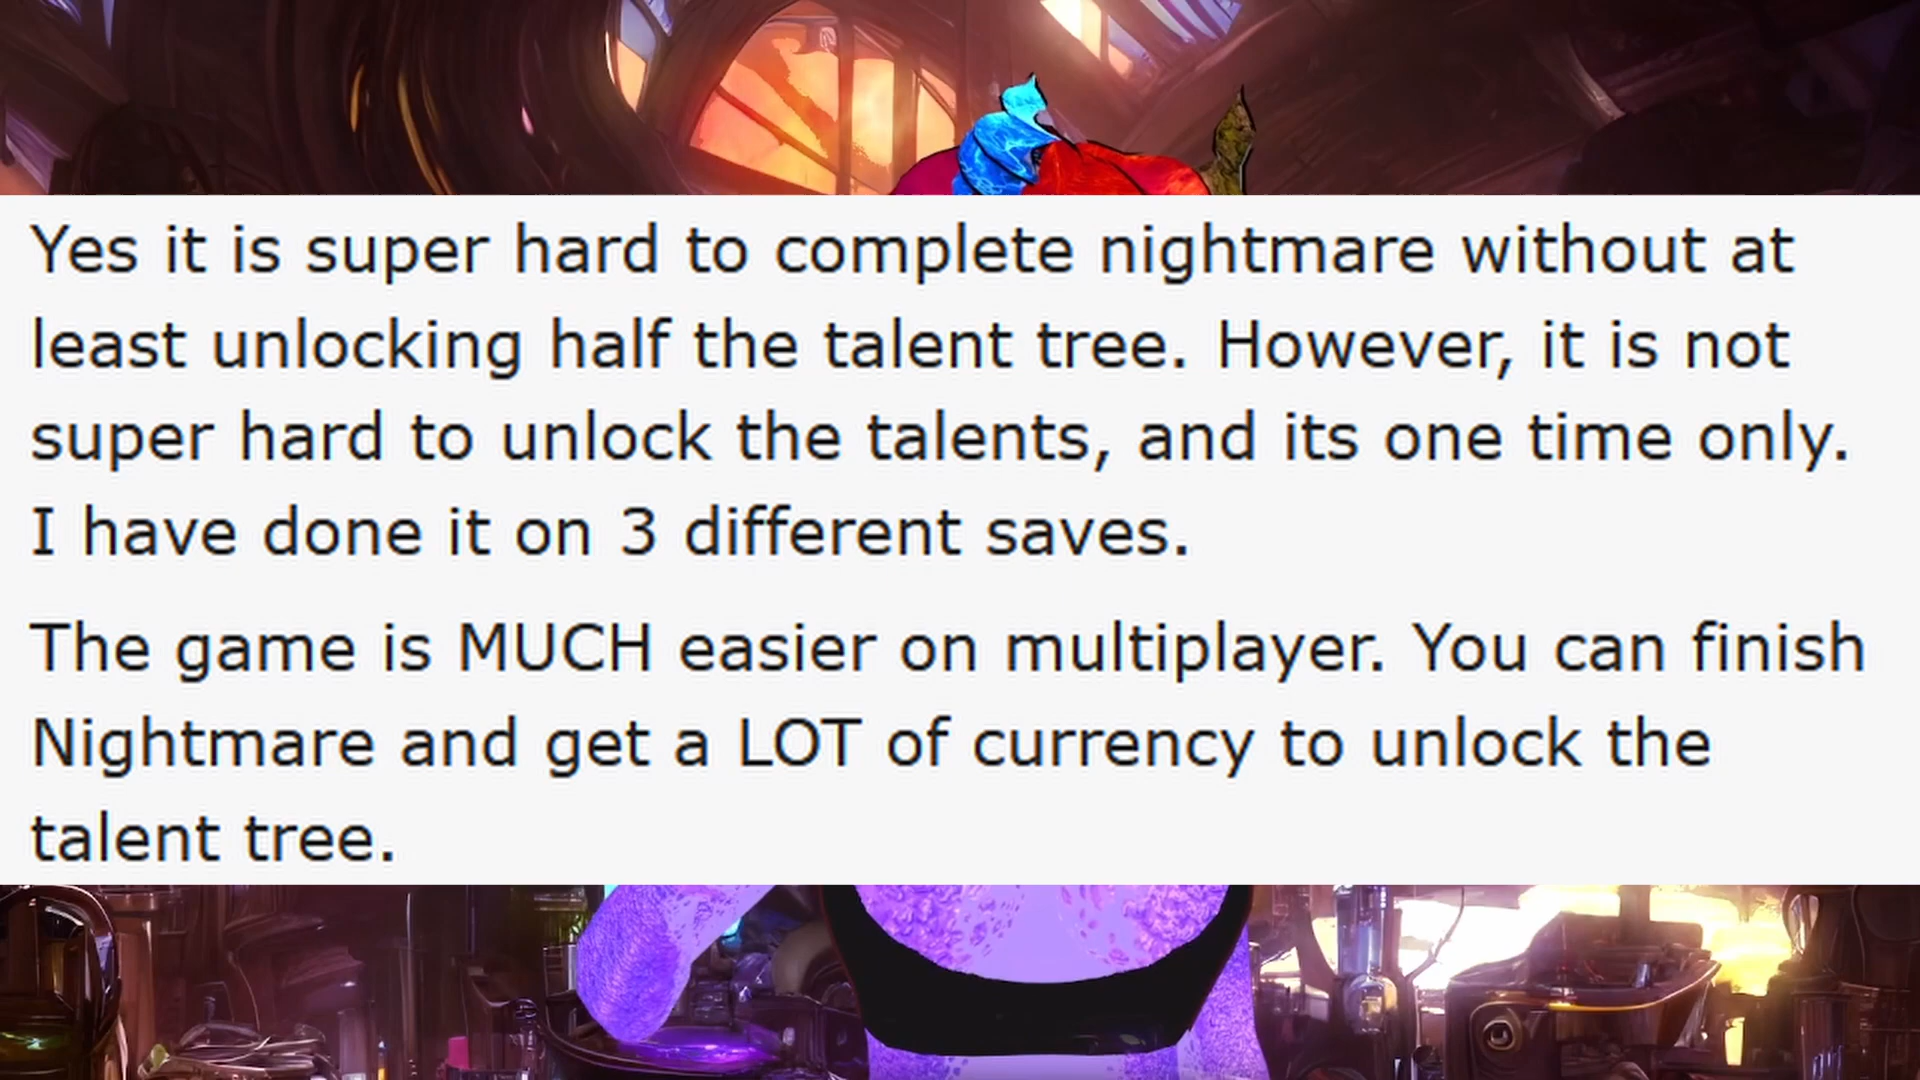 Yes it is super hard to complete nightmare without at
least unlocking half the talent tree. However, it is not
super hard to unlock the talents, and its one time only.
I have done it on 3 different saves.
The game is MUCH easier on multiplayer. You can finish
Nightmare and get a LOT of currency to unlock the
talent tree.